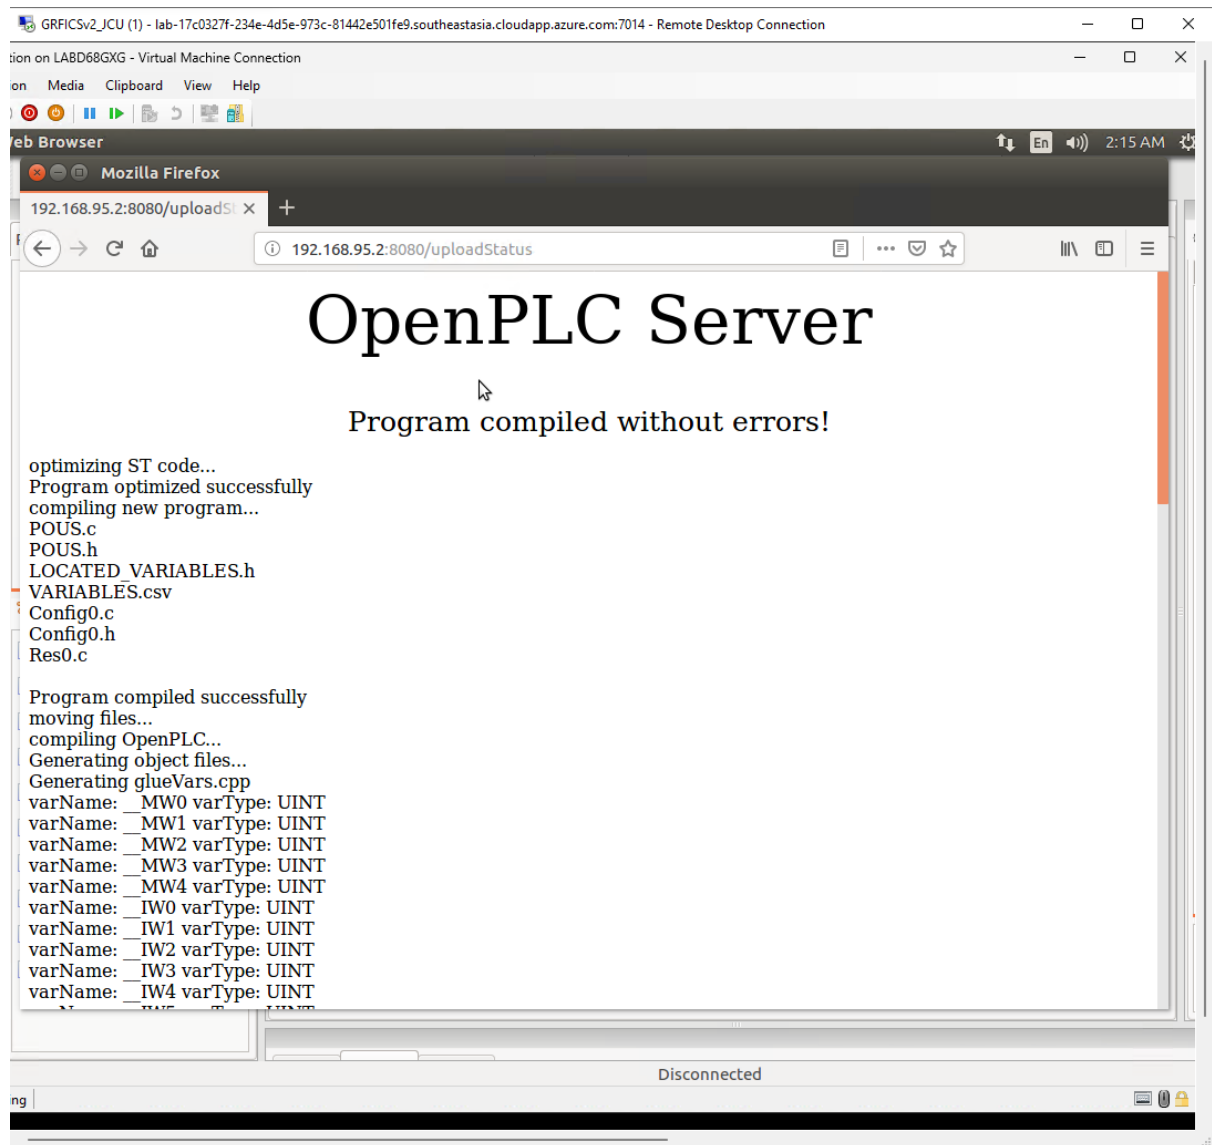 GRFICSv2_JCU (1) - lab-17c0327f-234e-4d5e-973c-81442e501fe9.southeastasia.cloudapp.azure.com:7014 - Remote Desktop Connection
tion on LABD68GXG - Virtual Machine Connection
ion Media Clipboard View Help
eb Browser En 2:15 AM
Mozilla Firefox
192.168.95.2:8080/uploadSt
192.168.95.2:8080/uploadStatus
OpenPLC Server
Program compiled without errors!
optimizing ST code...
Program optimized successfully
compiling new program...
POUS.c
POUS.h
LOCATED_VARIABLES.h
VARIABLES.csv
Config0.c
Config0.h
Res0.c
Program compiled successfully
moving files...
compiling OpenPLC...
Generating object files...
Generating glueVars.cpp
varName: __MW0 varType: UINT
varName: __MW1 varType: UINT
varName: __MW2 varType: UINT
varName: __MW3 varType: UINT
varName: __MW4 varType: UINT
varName: __IW0 varType: UINT
varName: __IW1 varType: UINT
varName: __IW2 varType: UINT
varName: __IW3 varType: UINT
varName: __IW4 varType: UINT
Disconnected
ng